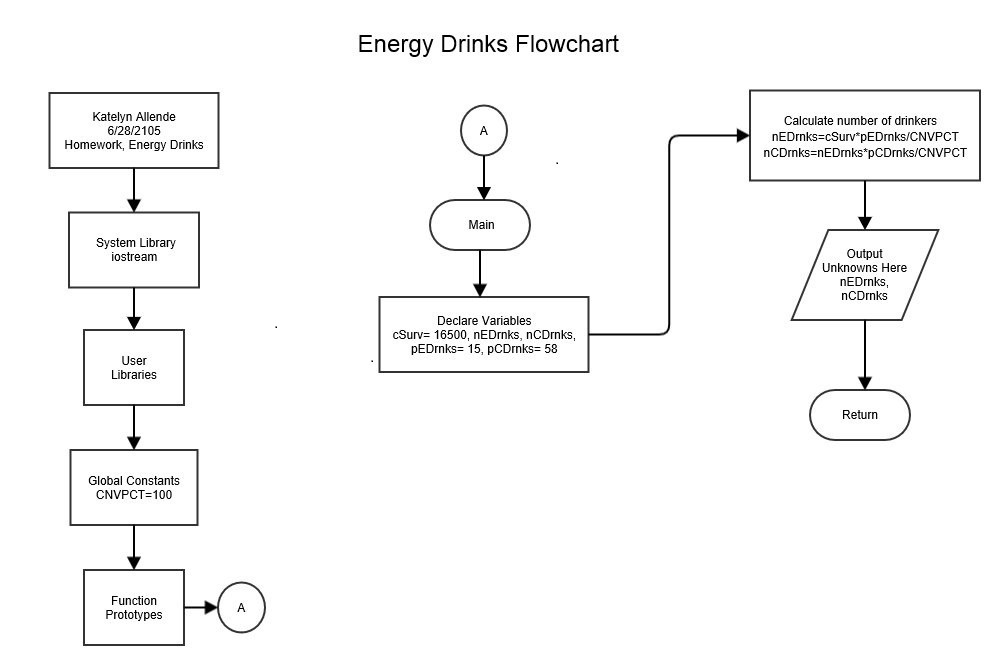 Energy Drinks Flowchart
Katelyn Allende
6/28/2105
Homework, Energy Drinks
System Library
iostream
User
Libraries
Global Constants
CNVPCT=100
Function
Prototypes
A
A
Main
Declare Variables
cSurv= 16500, nEDrnks, nCDrnks,
pEDrnks= 15, pCDrnks= 58
Calculate number of drinkers
nEDrnks=cSurv*pEDrnks/CNVPCT
nCDrnks=nEDrnks*pCDrnks/CNVPCT
Output
Unknowns Here
nEDrnks,
nCDrnks
Return